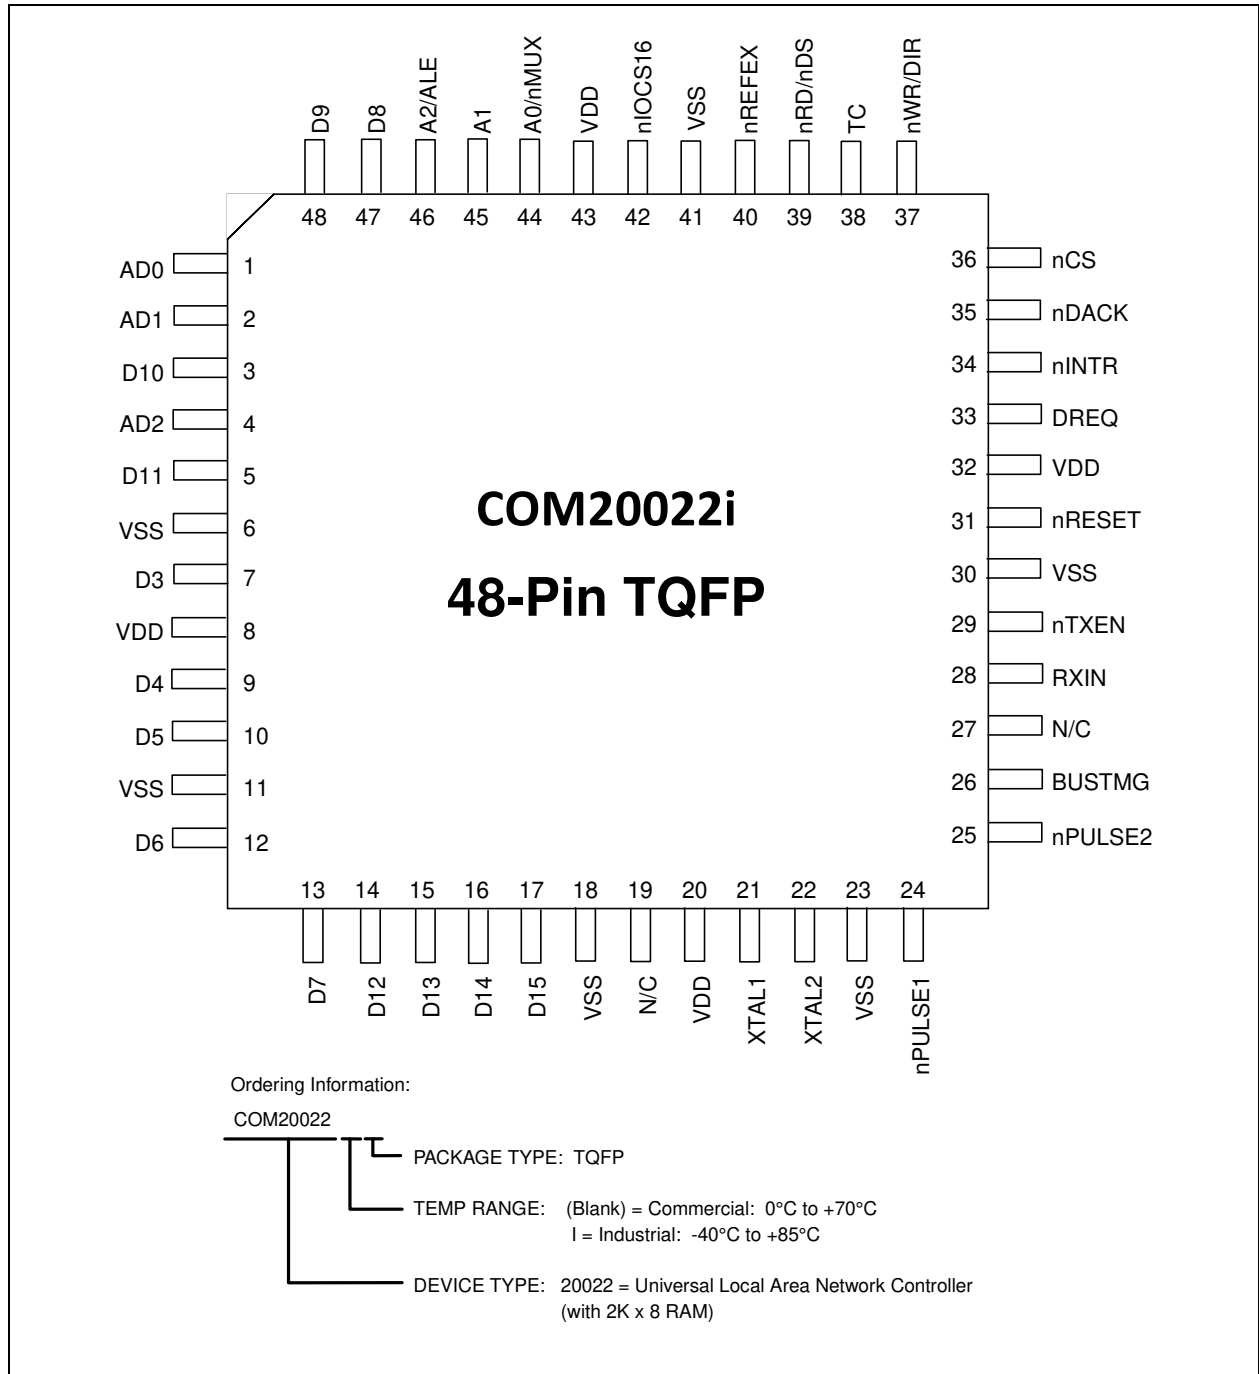 D9
D8
A2/ALE
A1
A0/nMUX
VDD
nIOCS16
VSS
nREFEX
nRD/nDS
TC
nWR/DIR
48 47 46 45 44 43 42 41 40 39 38 37
AD0 1
AD1 2
D10 3
AD2 4
D11 5
VSS 6
D3 7
VDD 8
D4 9
D5 10
VSS 11
D6 12
COM20022i
48-Pin TQFP
36 nCS
35 nDACK
34 nINTR
33 DREQ
32 VDD
31 nRESET
30 VSS
29 nTXEN
28 RXIN
27 N/C
26 BUSTMG
25 nPULSE2
13 14 15 16 17 18 19 20 21 22 23 24
D7
D12
D13
D14
D15
VSS
N/C
VDD
XTAL1
XTAL2
VSS
nPULSE1
Ordering Information:
COM20022
PACKAGE TYPE: TQFP
TEMP RANGE: (Blank) = Commercial: 0°C to +70°C
I = Industrial: -40°C to +85°C
DEVICE TYPE: 20022 = Universal Local Area Network Controller
(with 2K x 8 RAM)